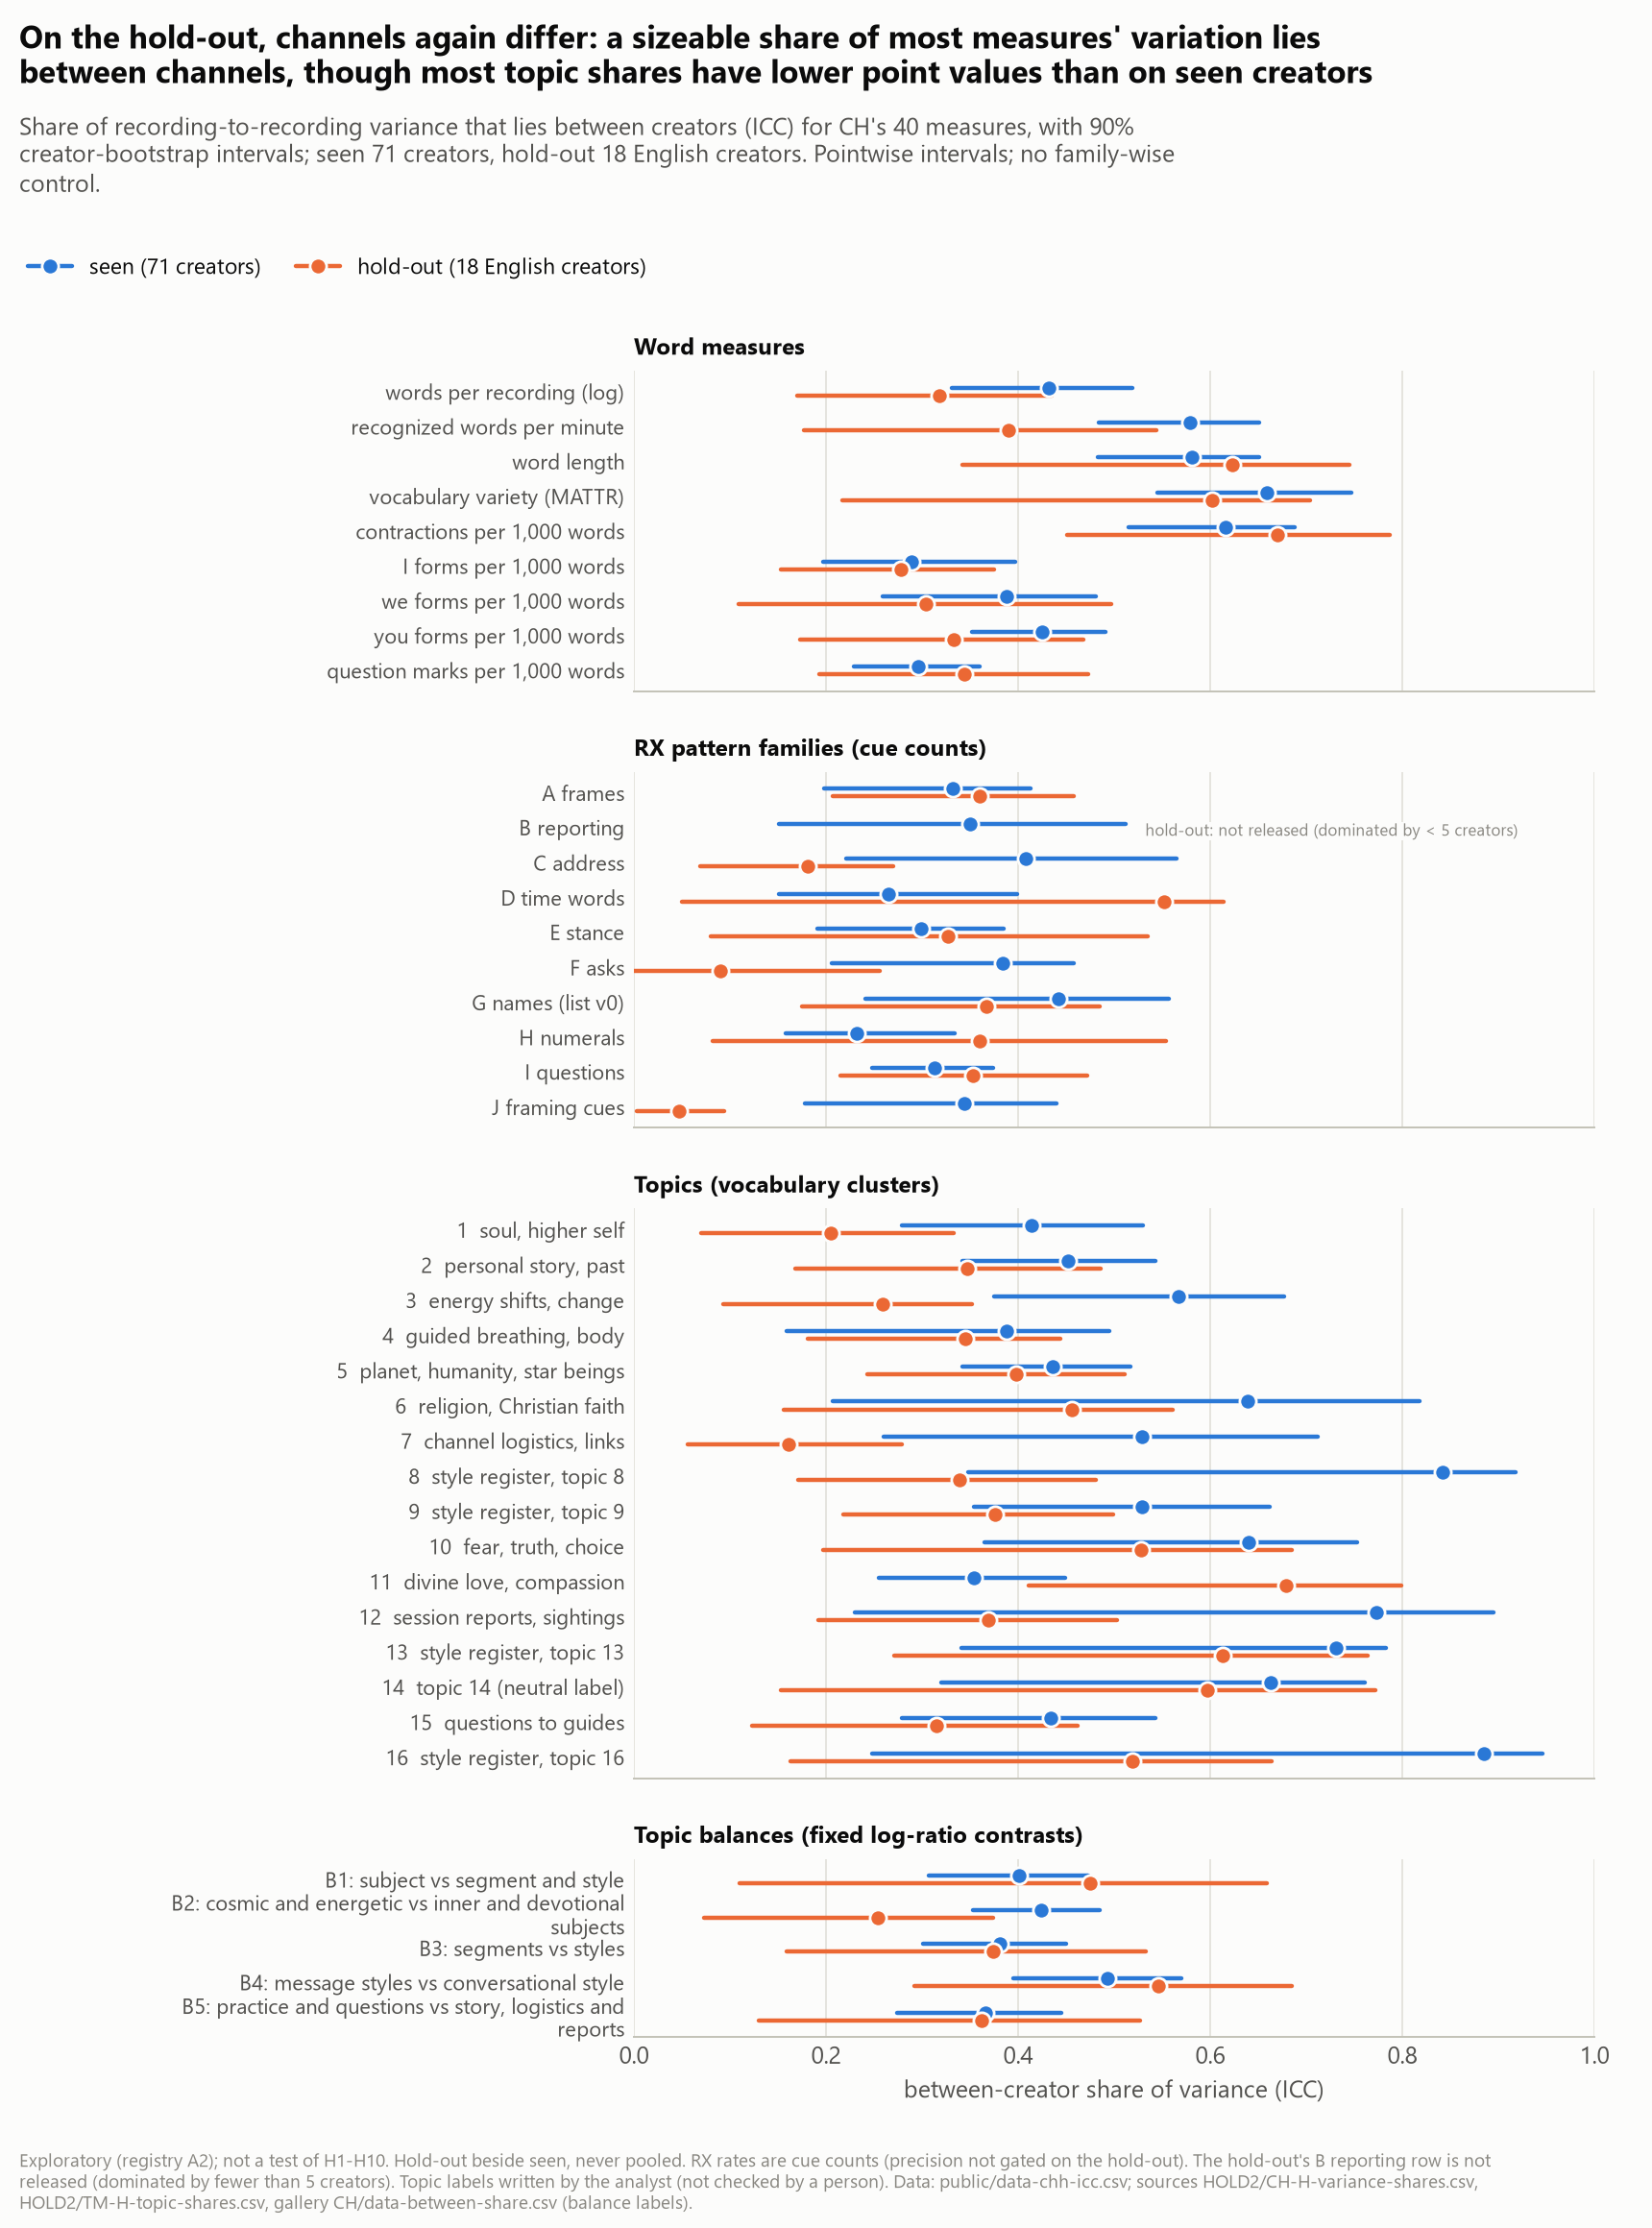 On the hold-out, channels again differ: a sizeable share of most measures' variation lies
between channels, though most topic shares have lower point values than on seen creators
Share of recording-to-recording variance that lies between creators (ICC) for CH's 40 measures, with 90%
creator-bootstrap intervals; seen 71 creators, hold-out 18 English creators. Pointwise intervals; no family-wise
control.
seen (71 creators)
hold-out (18 English creators)
Word measures
words per recording (log)
recognized words per minute
word length
vocabulary variety (MATTR)
contractions per 1,000 words
I forms per 1,000 words
we forms per 1,000 words
you forms per 1,000 words
question marks per 1,000 words
RX pattern families (cue counts)
A frames
B reporting
hold-out: not released (dominated by < 5 creators)
C address
D time words
E stance
F asks
G names (list v0)
H numerals
I questions
J framing cues
Topics (vocabulary clusters)
1 soul, higher self
2 personal story, past
3 energy shifts, change
4 guided breathing, body
5 planet, humanity, star beings
6 religion, Christian faith
7 channel logistics, links
8 style register, topic 8
9 style register, topic 9
10 fear, truth, choice
11 divine love, compassion
12 session reports, sightings
13 style register, topic 13
14 topic 14 (neutral label)
15 questions to guides
16 style register, topic 16
Topic balances (fixed log-ratio contrasts)
B1: subject vs segment and style
B2: cosmic and energetic vs inner and devotional
subjects
B3: segments vs styles
B4: message styles vs conversational style
B5: practice and questions vs story, logistics and
reports
0.0 0.2 0.4 0.6 0.8 1.0
between-creator share of variance (ICC)
Exploratory (registry A2); not a test of H1-H10. Hold-out beside seen, never pooled. RX rates are cue counts (precision not gated on the hold-out). The hold-out's B reporting row is not
released (dominated by fewer than 5 creators). Topic labels written by the analyst (not checked by a person). Data: public/data-chh-icc.csv; sources HOLD2/CH-H-variance-shares.csv,
HOLD2/TM-H-topic-shares.csv, gallery CH/data-between-share.csv (balance labels).